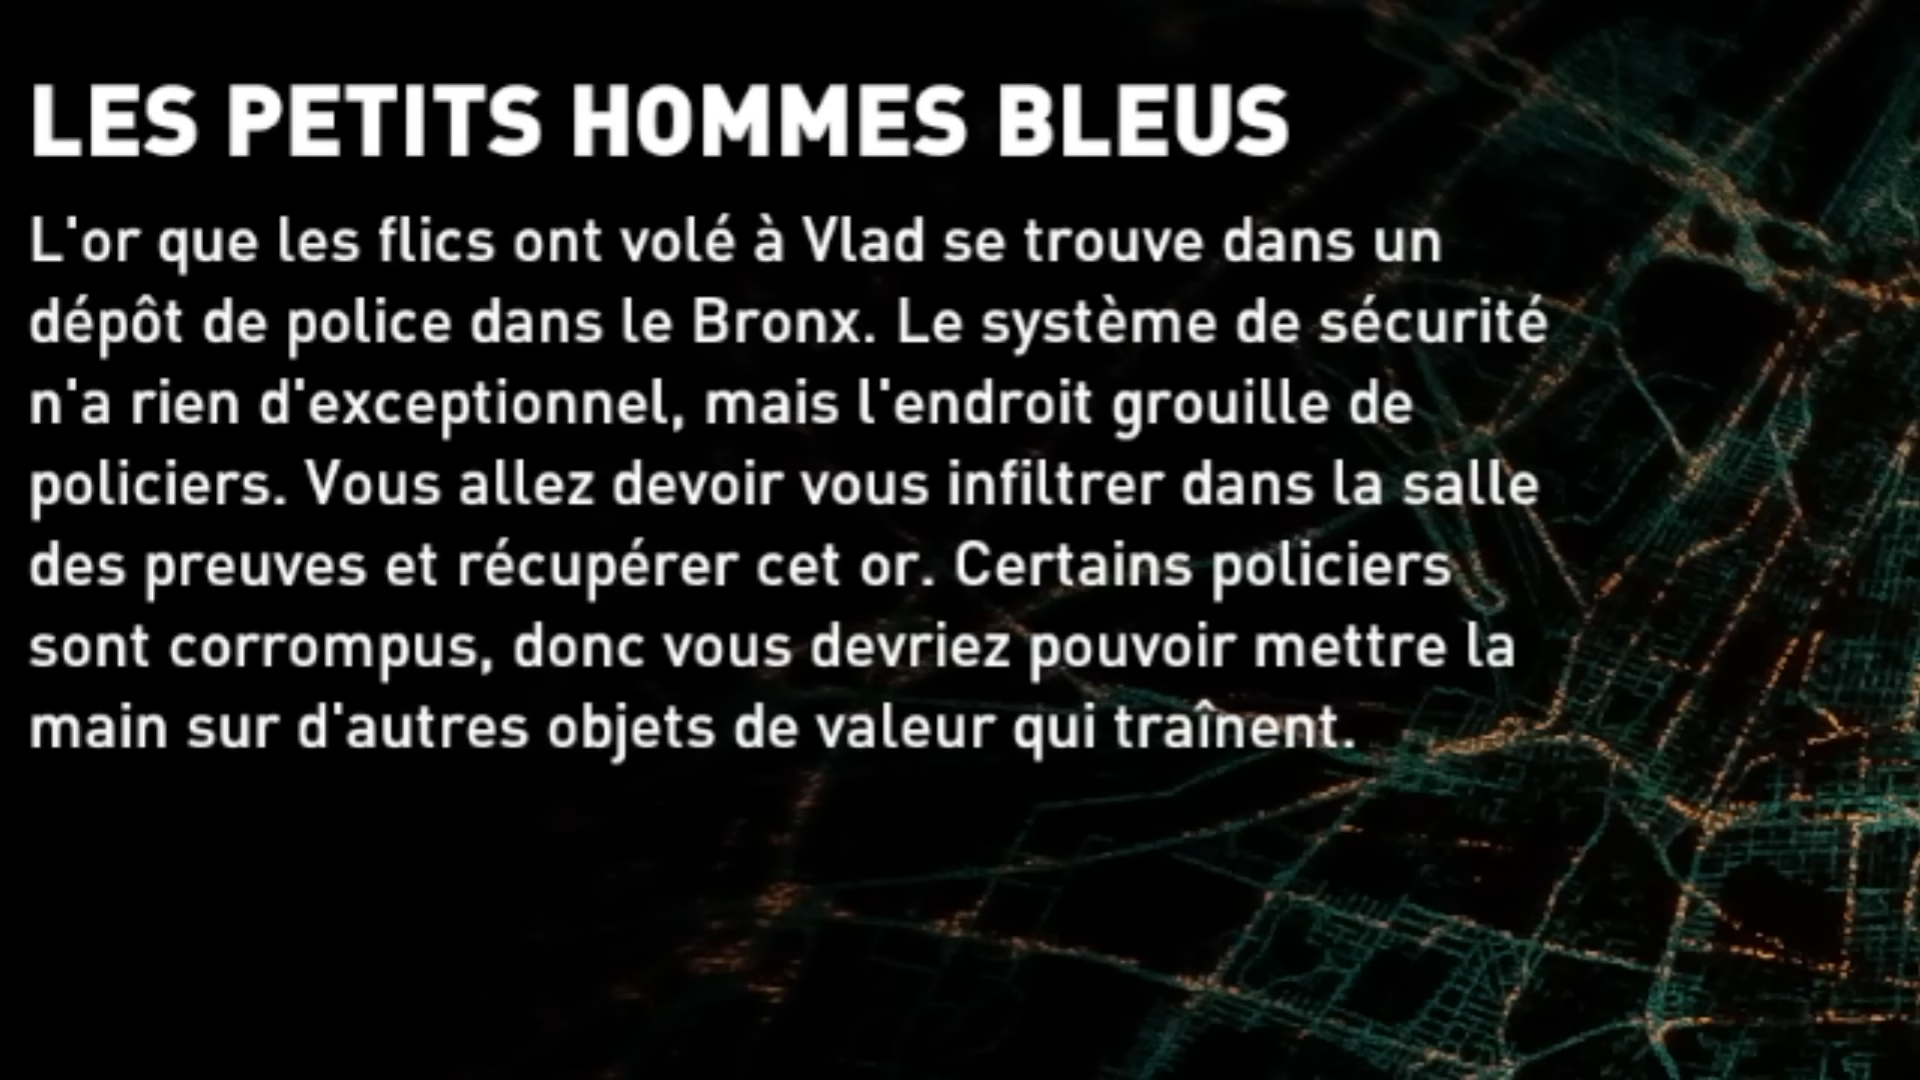 LES PETITS HOMMES BLEUS
L'or que les flics ont volé à Vlad se trouve dans un
dépôt de police dans le Bronx. Le système de sécurité
n'a rien d'exceptionnel, mais l'endroit grouille de
policiers. Vous allez devoir vous infiltrer dans la salle
des preuves et récupérer cet or. Certains policiers
sont corrompus, donc vous devriez pouvoir mettre la
main sur d'autres objets de valeur qui traînent.